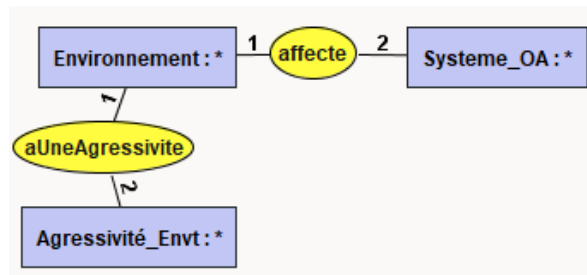 Environnement : * 1 affecte 2 Systeme_OA : *
1
aUneAgressivite
2
Agressivité_Envt : *